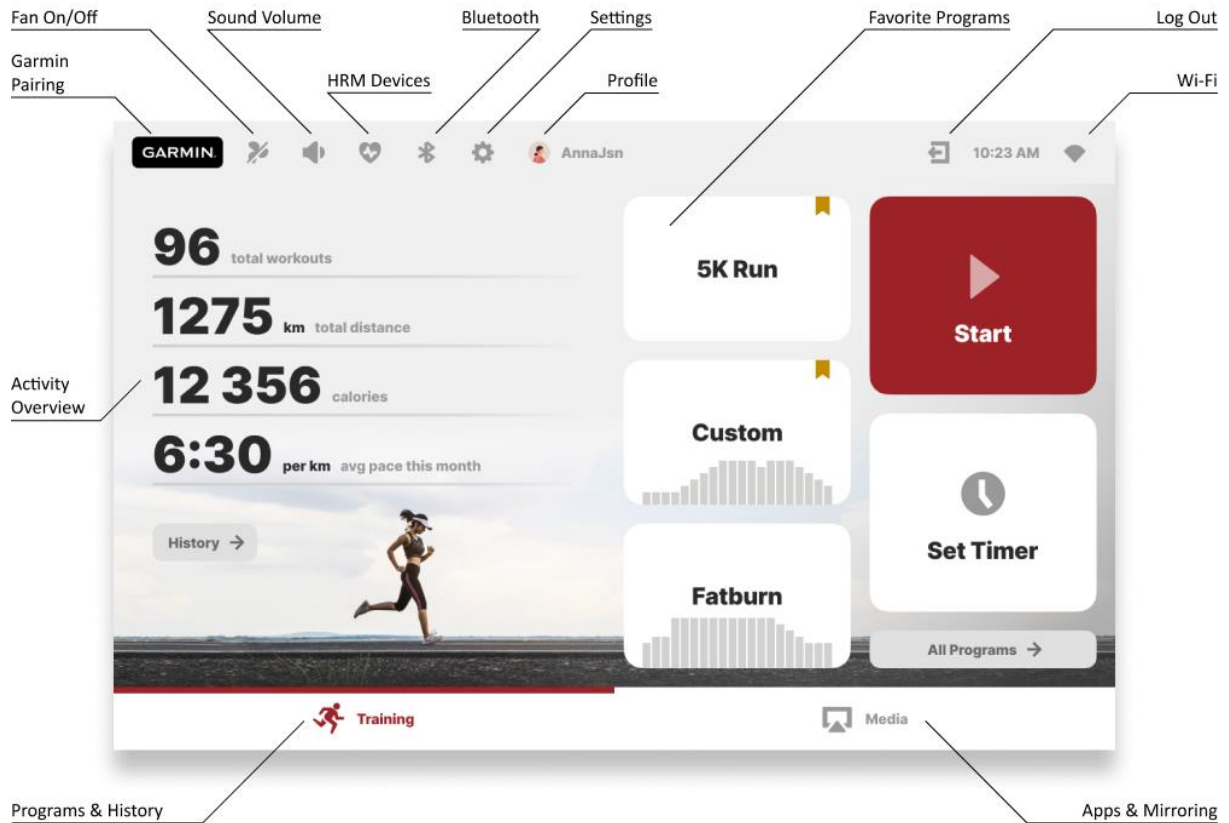 Fan On/Off
Sound Volume
Bluetooth
Settings
Favorite Programs
Log Out
Garmin
Pairing
HRM Devices
Profile
Wi-Fi
GARMIN.
AnnaJsn
10:23 AM
96 total workouts
1275 km total distance
12 356 calories
6:30 per km avg pace this month
History →
5K Run
Custom
Fatburn
Start
Set Timer
All Programs →
Activity
Overview
Training
Media
Programs & History
Apps & Mirroring